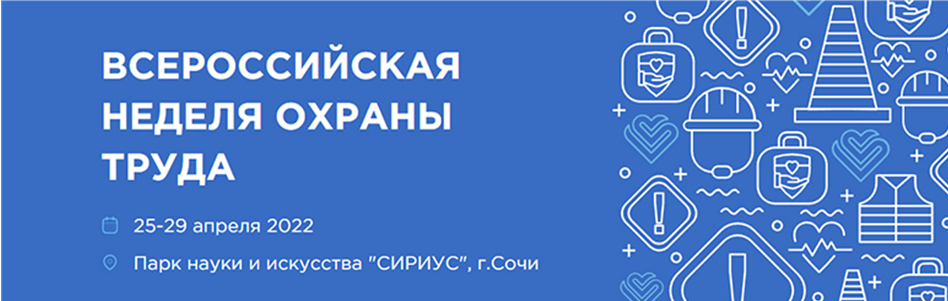 ВСЕРОССИЙСКАЯ
НЕДЕЛЯ ОХРАНЫ
ТРУДА
25-29 апреля 2022
Парк науки и искусства "СИРИУС", г.Сочи